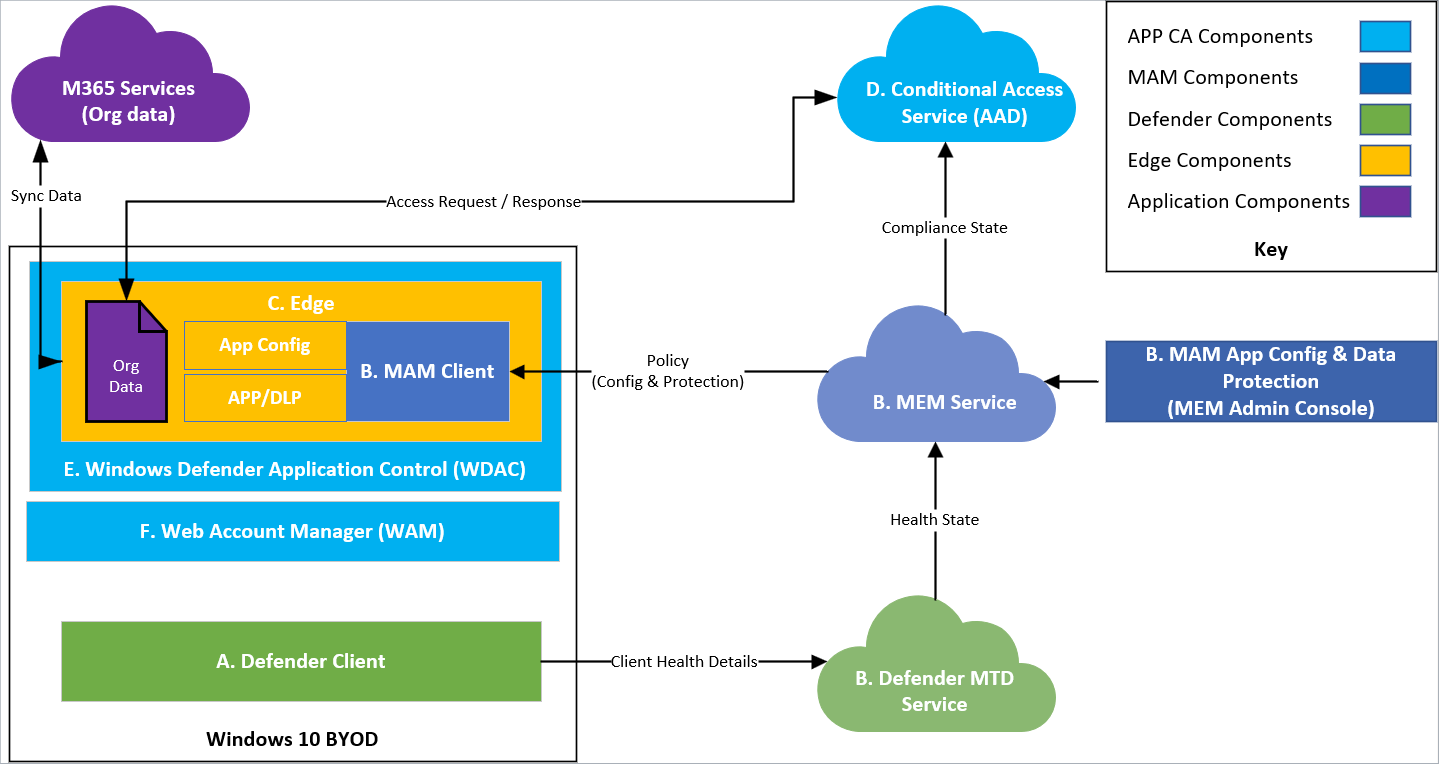 M365 Services
(Org data)
D. Conditional Access
Service (AAD)
APP CA Components
MAM Components
Defender Components
Edge Components
Application Components
Key
Sync Data
Access Request / Response
Compliance State
C. Edge
App Config
APP/DLP
B. MAM Client
Org
Data
E. Windows Defender Application Control (WDAC)
F. Web Account Manager (WAM)
A. Defender Client
Windows 10 BYOD
Policy
(Config & Protection)
B. MEM Service
B. MAM App Config & Data
Protection
(MEM Admin Console)
Health State
Client Health Details
B. Defender MTD
Service